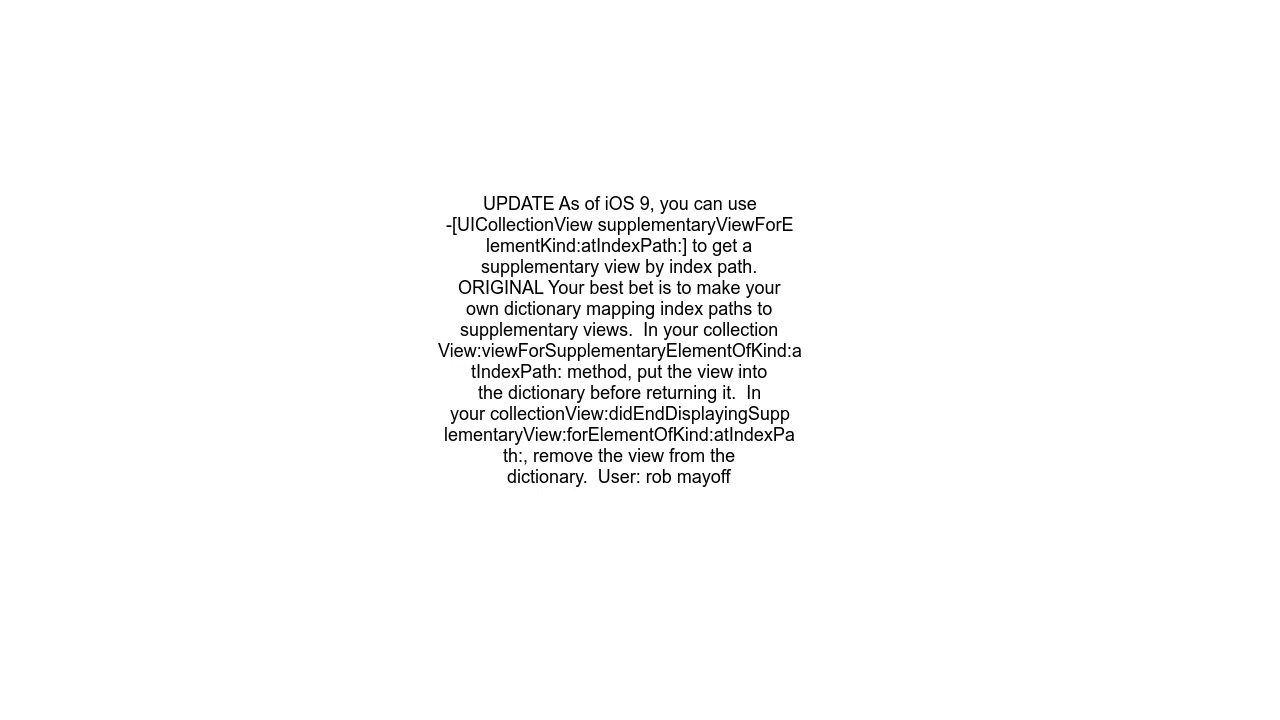 UPDATE As of iOS 9, you can use
-[UICollectionView supplementaryViewForE
lementKind:atIndexPath:] to get a
supplementary view by index path.
ORIGINAL Your best bet is to make your
own dictionary mapping index paths to
supplementary views.  In your collection
View:viewForSupplementaryElementOfKind:a
tIndexPath: method, put the view into
the dictionary before returning it.  In
your collectionView:didEndDisplayingSupp
lementaryView:forElementOfKind:atIndexPa
th:, remove the view from the
dictionary.  User: rob mayoff